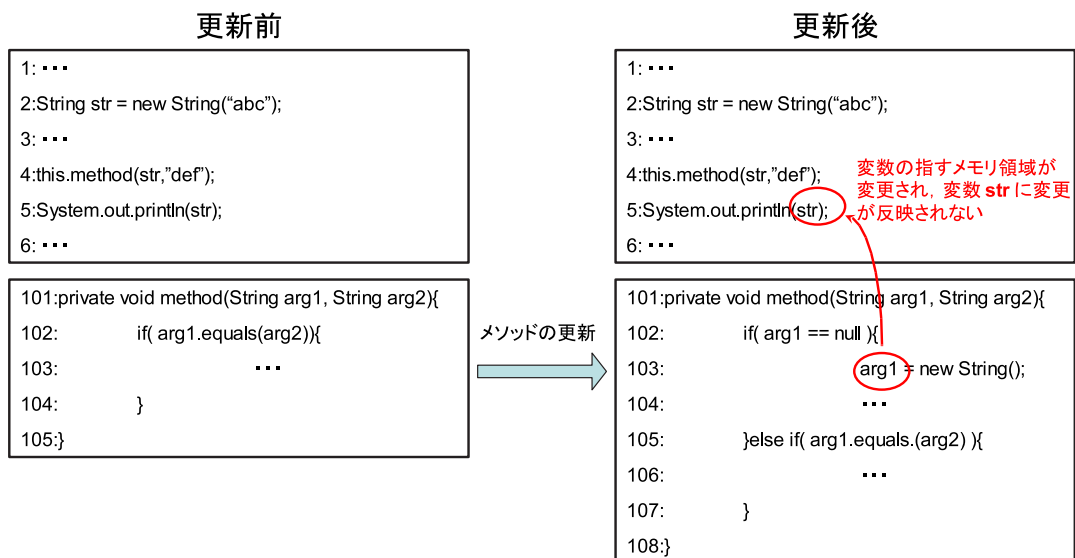 更新前
1: ･･･
2:String str = new String(“abc”);
3: ･･･
4:this.method(str,”def”);
5:System.out.println(str);
6: ･･･
101:private void method(String arg1, String arg2){
102: if( arg1.equals(arg2)){
103: ･･･
104: }
105:}
メソッドの更新
更新後
1: ･･･
2:String str = new String(“abc”);
3: ･･･
4:this.method(str,”def”);
5:System.out.println(str);
6: ･･･
変数の指すメモリ領域が
変更され，変数 str に変更
が反映されない
101:private void method(String arg1, String arg2){
102: if( arg1 == null ){
103: arg1 = new String();
104: ･･･
105: }else if( arg1.equals.(arg2) ){
106: ･･･
107: }
108:}